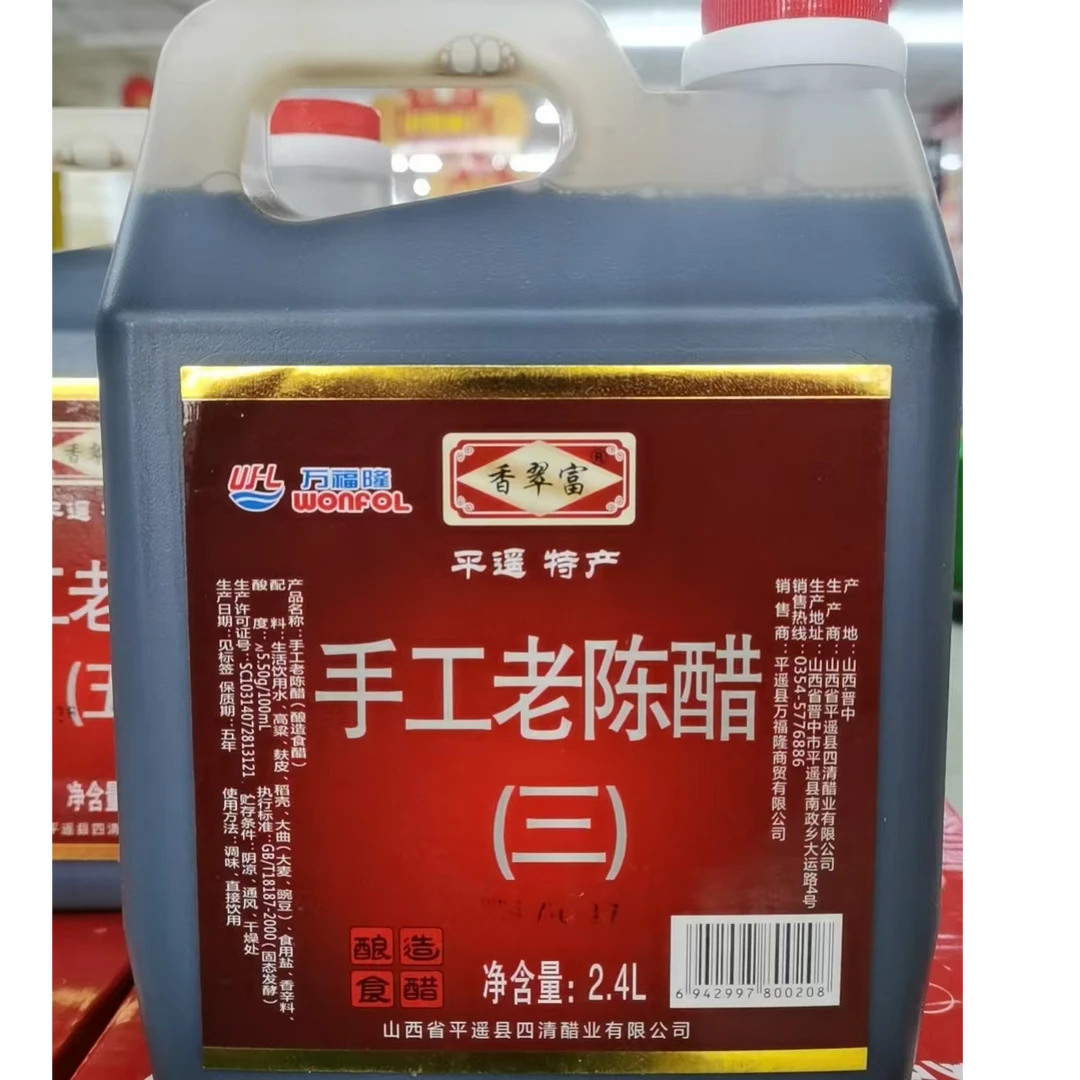 UFL 万福隆
WONFOL
香翠富®
平遥 特产
手工老陈醋
(三)
产品名称：手工老陈醋（酿造食醋）
配 料：生活饮用水、高粱、麸皮、稻壳、大曲（大麦、豌豆）、食用盐、香辛料、
酸 度：≥5.50g/100mL 执行标准：GB/T18187-2000（固态发酵）
生产许可证号：SC10314072813121 贮存条件：阴凉、通风、干燥处
生产日期：见标签 保质期：五年 使用方法：调味、直接饮用
产 地：山西·晋中
生 产 商：山西省平遥县四清醋业有限公司
生产地址：山西省晋中市平遥县南政乡大运路4号
销售热线：0354-5776886
销 售 商：平遥县万福隆商贸有限公司
酿造
食醋
净含量：2.4L
6 942997 800208
山西省平遥县四清醋业有限公司